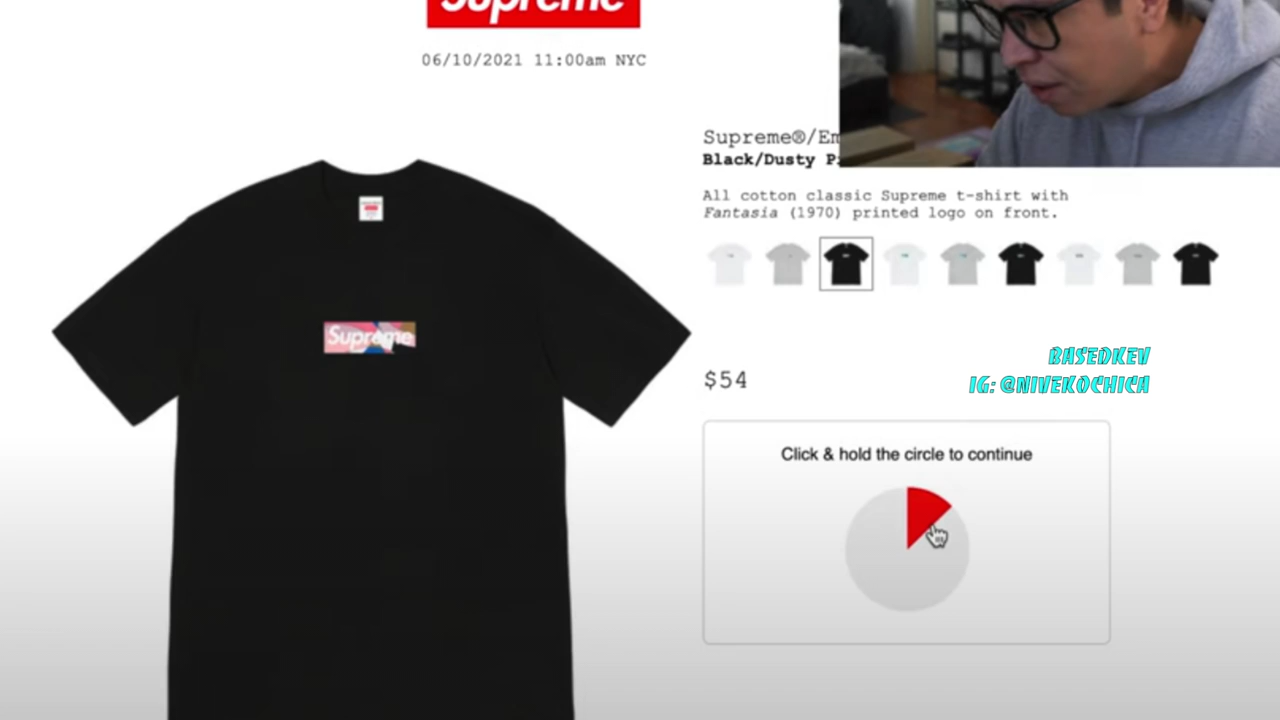 Supreme
06/10/2021 11:00am NYC
Supreme®/Em
Black/Dusty P
All cotton classic Supreme t-shirt with
Fantasia (1970) printed logo on front.
Supreme
$54
BASEDKEV
IG: @NIVEKOCHICA
Click & hold the circle to continue